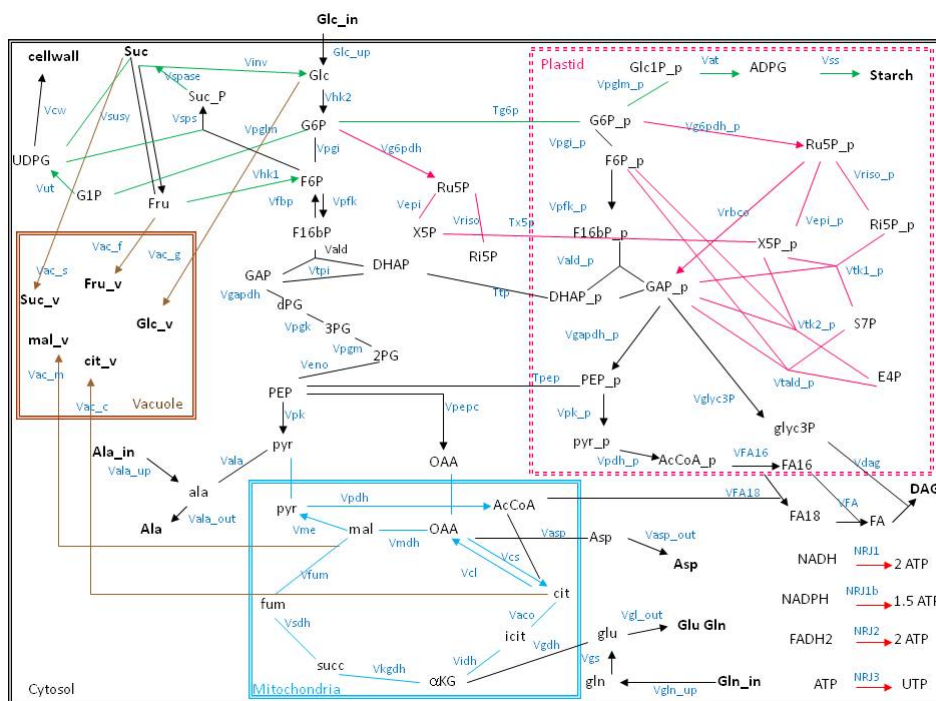 Glc_in
cellwall
Suc
Glc_up
Plastid
Vinv
Glc
Glc1P_p
Vat
ADPG
Vss
Starch
Vspase
Suc_P
Vhk2
Vpglm_p
Vcw
Vsusy
Vsps
Vpglm
G6P
Tg6p
G6P_p
Vg6pdh_p
Ru5P_p
UDPG
Vpgi
Vg6pdh
Vpgi_p
F6P_p
Vriso_p
Vut
G1P
Fru
Vhk1
F6P
Ru5P
Vfbp
Vpfk
Vepi
Vriso
Vpfk_p
Vrbco
Vepi_p
Ri5P_p
F16bP
X5P
Tx5p
F16bP_p
X5P_p
Vac_f
Vac_g
Vald
Ri5P
Vald_p
Vtk1_p
Vac_s
Fru_v
Vtpi
DHAP
GAP
Suc_v
Vgapdh
dPG
Ttp
DHAP_p
GAP_p
Glc_v
mal_v
Vpgk
3PG
Vgapdh_p
Vtk2_p
S7P
cit_v
Vpgm
2PG
Vac_m
Veno
Tpep
PEP_p
Vtald_p
E4P
Vac_c
Vacuole
PEP
Vpk
Vpepc
Vpk_p
Vglyc3P
glyc3P
Ala_in
pyr
pyr_p
Vala_up
Vala
OAA
Vpdh_p
AcCoA_p
VFA16
FA16
Vdag
ala
Vpdh
AcCoA
VFA18
VFA
DAG
Ala
Vala_out
pyr
Vme
mal
OAA
Vasp
Asp
Vasp_out
FA18
FA
Vmdh
Vcs
Asp
NADH
NRJ1
2 ATP
Vfum
Vcl
fum
cit
NADPH
NRJ1b
1.5 ATP
Vsdh
Vaco
icit
glu
Vgl_out
Glu Gln
FADH2
NRJ2
2 ATP
succ
Vkgdh
αKG
Vidh
Vgdh
Vgs
Cytosol
Mitochondria
gln
Vgln_up
Gln_in
ATP
NRJ3
UTP